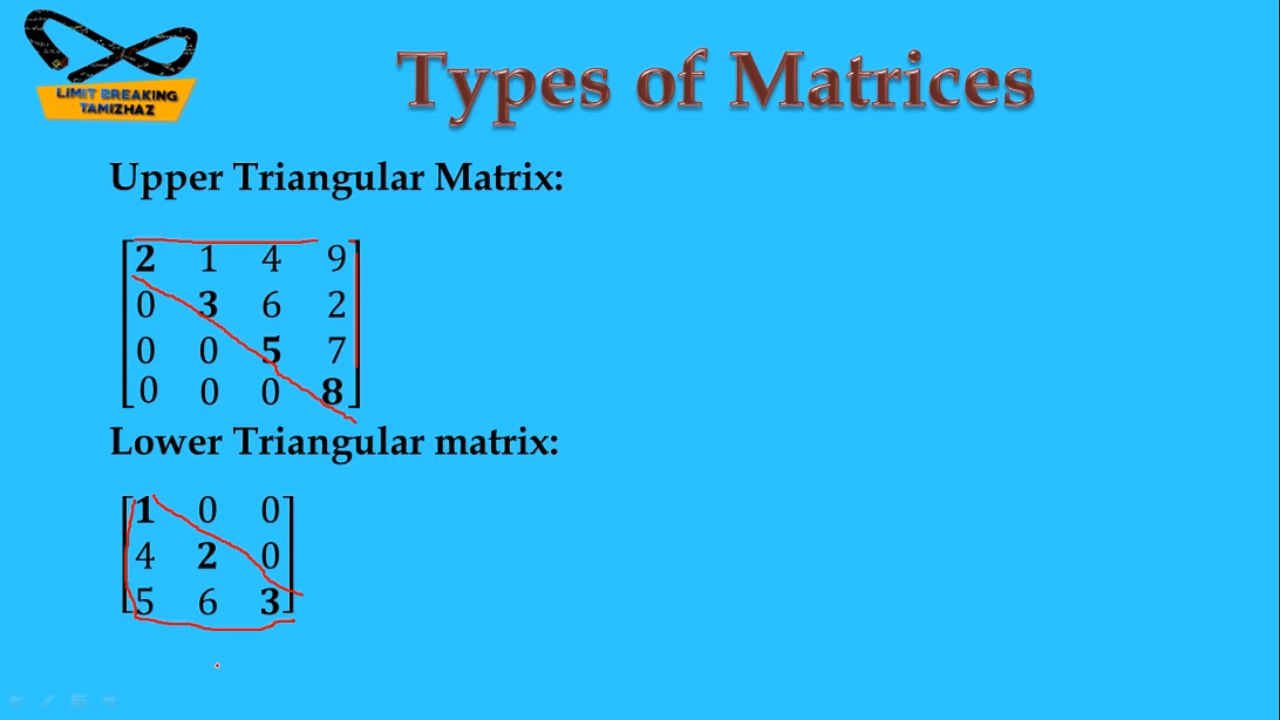 LIMIT BREAKING
TAMIZHAZ
Types of Matrices
Upper Triangular Matrix:
2 1 4 9
0 3 6 2
0 0 5 7
0 0 0 8
Lower Triangular matrix:
1 0 0
4 2 0
5 6 3